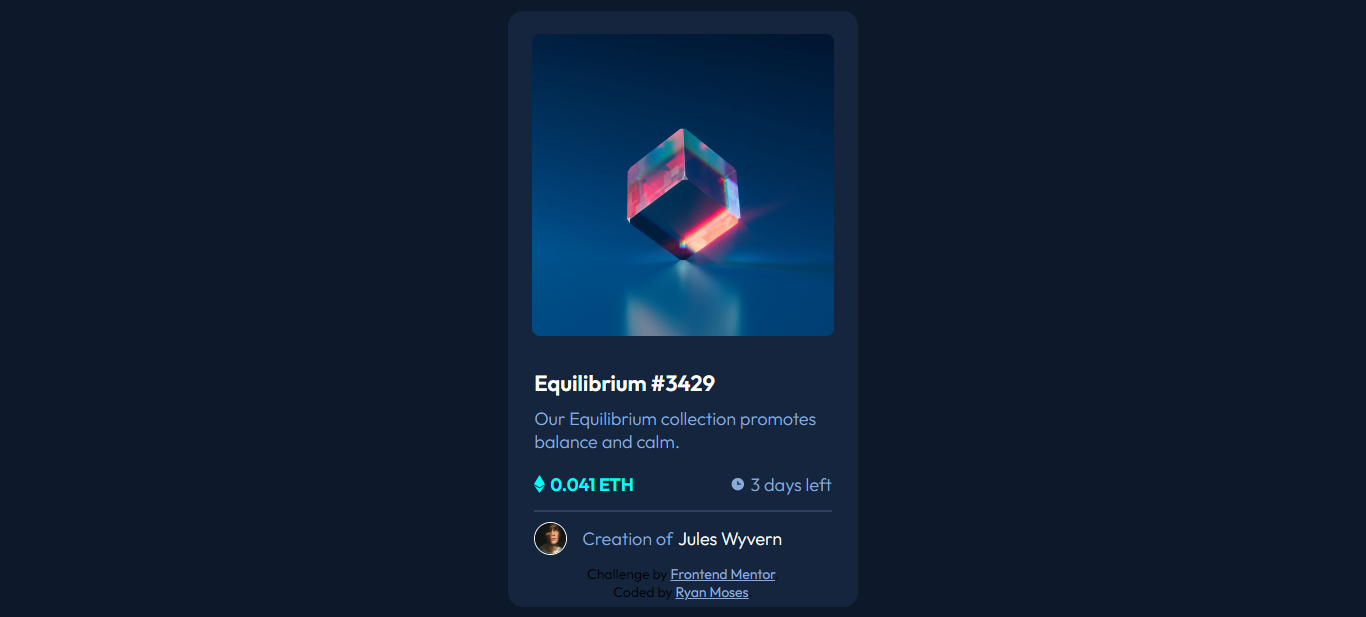 Equilibrium #3429
Our Equilibrium collection promotes
balance and calm.
0.041 ETH
3 days left
Creation of Jules Wyvern
Challenge by Frontend Mentor.
Coded by Ryan Moses